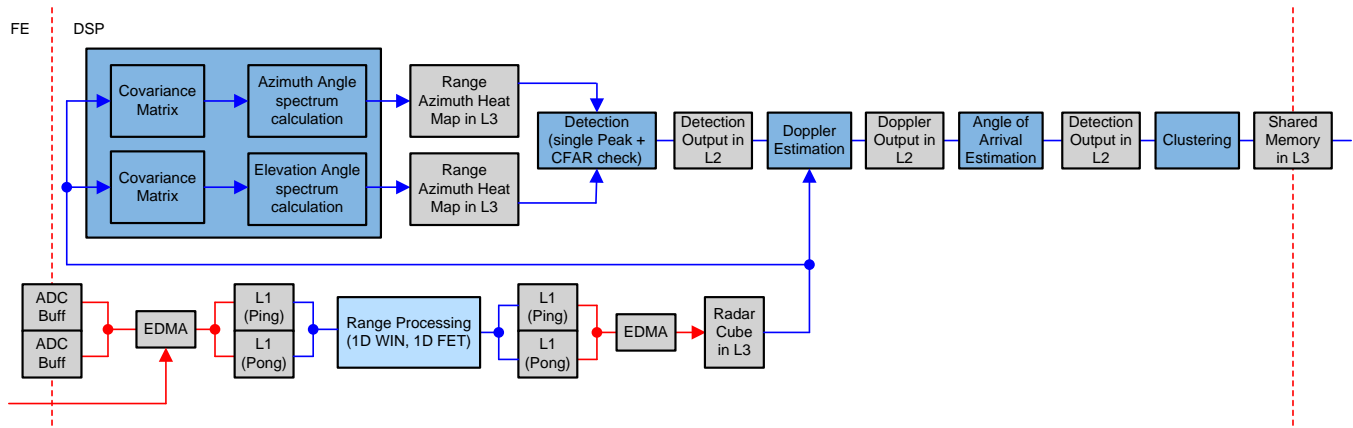 FE
DSP
Covariance
Matrix
Azimuth Angle
spectrum
calculation
Range
Azimuth Heat
Map in L3
Covariance
Matrix
Elevation Angle
spectrum
calculation
Range
Azimuth Heat
Map in L3
Detection
(single Peak +
CFAR check)
Detection
Output in
L2
Doppler
Estimation
Doppler
Output in
L2
Angle of
Arrival
Estimation
Detection
Output in
L2
Clustering
Shared
Memory
in L3
ADC
Buff
ADC
Buff
EDMA
L1
(Ping)
L1
(Pong)
Range Processing
(1D WIN, 1D FET)
L1
(Ping)
L1
(Pong)
EDMA
Radar
Cube
in L3